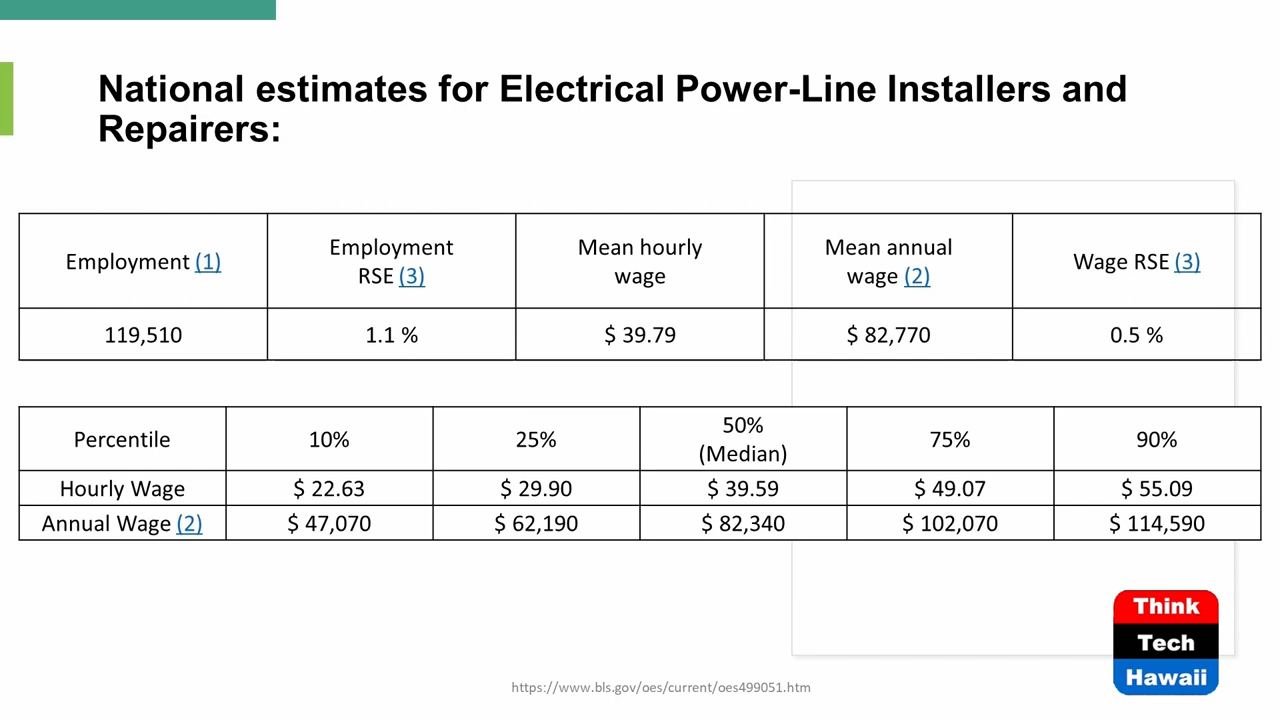 National estimates for Electrical Power-Line Installers and
Repairers:
Employment (1)
Employment
RSE (3)
Mean hourly
wage
Mean annual
wage (2)
Wage RSE (3)
119,510
1.1 %
$ 39.79
$ 82,770
0.5 %
Percentile
10%
25%
50%
(Median)
75%
90%
Hourly Wage
$ 22.63
$ 29.90
$ 39.59
$ 49.07
$ 55.09
Annual Wage (2)
$ 47,070
$ 62,190
$ 82,340
$ 102,070
$ 114,590
Think
Tech
Hawaii
https://www.bls.gov/oes/current/oes499051.htm